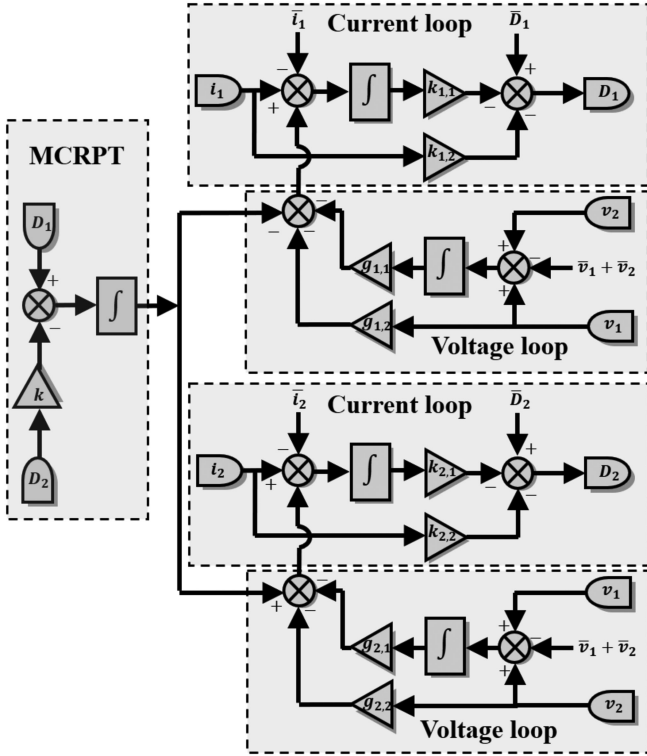 MCRPT
D₁
+
−
∫
k
D₂
i̅₁
Current loop
D̅₁
−
+
i₁
+
∫
k₁,₁
−
−
D₁
k₁,₂
−
−
−
v₂
g₁,₁
∫
+
−
v̅₁ + v̅₂
+
g₁,₂
v₁
Voltage loop
i̅₂
Current loop
D̅₂
−
+
i₂
+
∫
k₂,₁
−
−
D₂
k₂,₂
−
+
−
v₁
g₂,₁
∫
+
−
v̅₁ + v̅₂
+
g₂,₂
v₂
Voltage loop